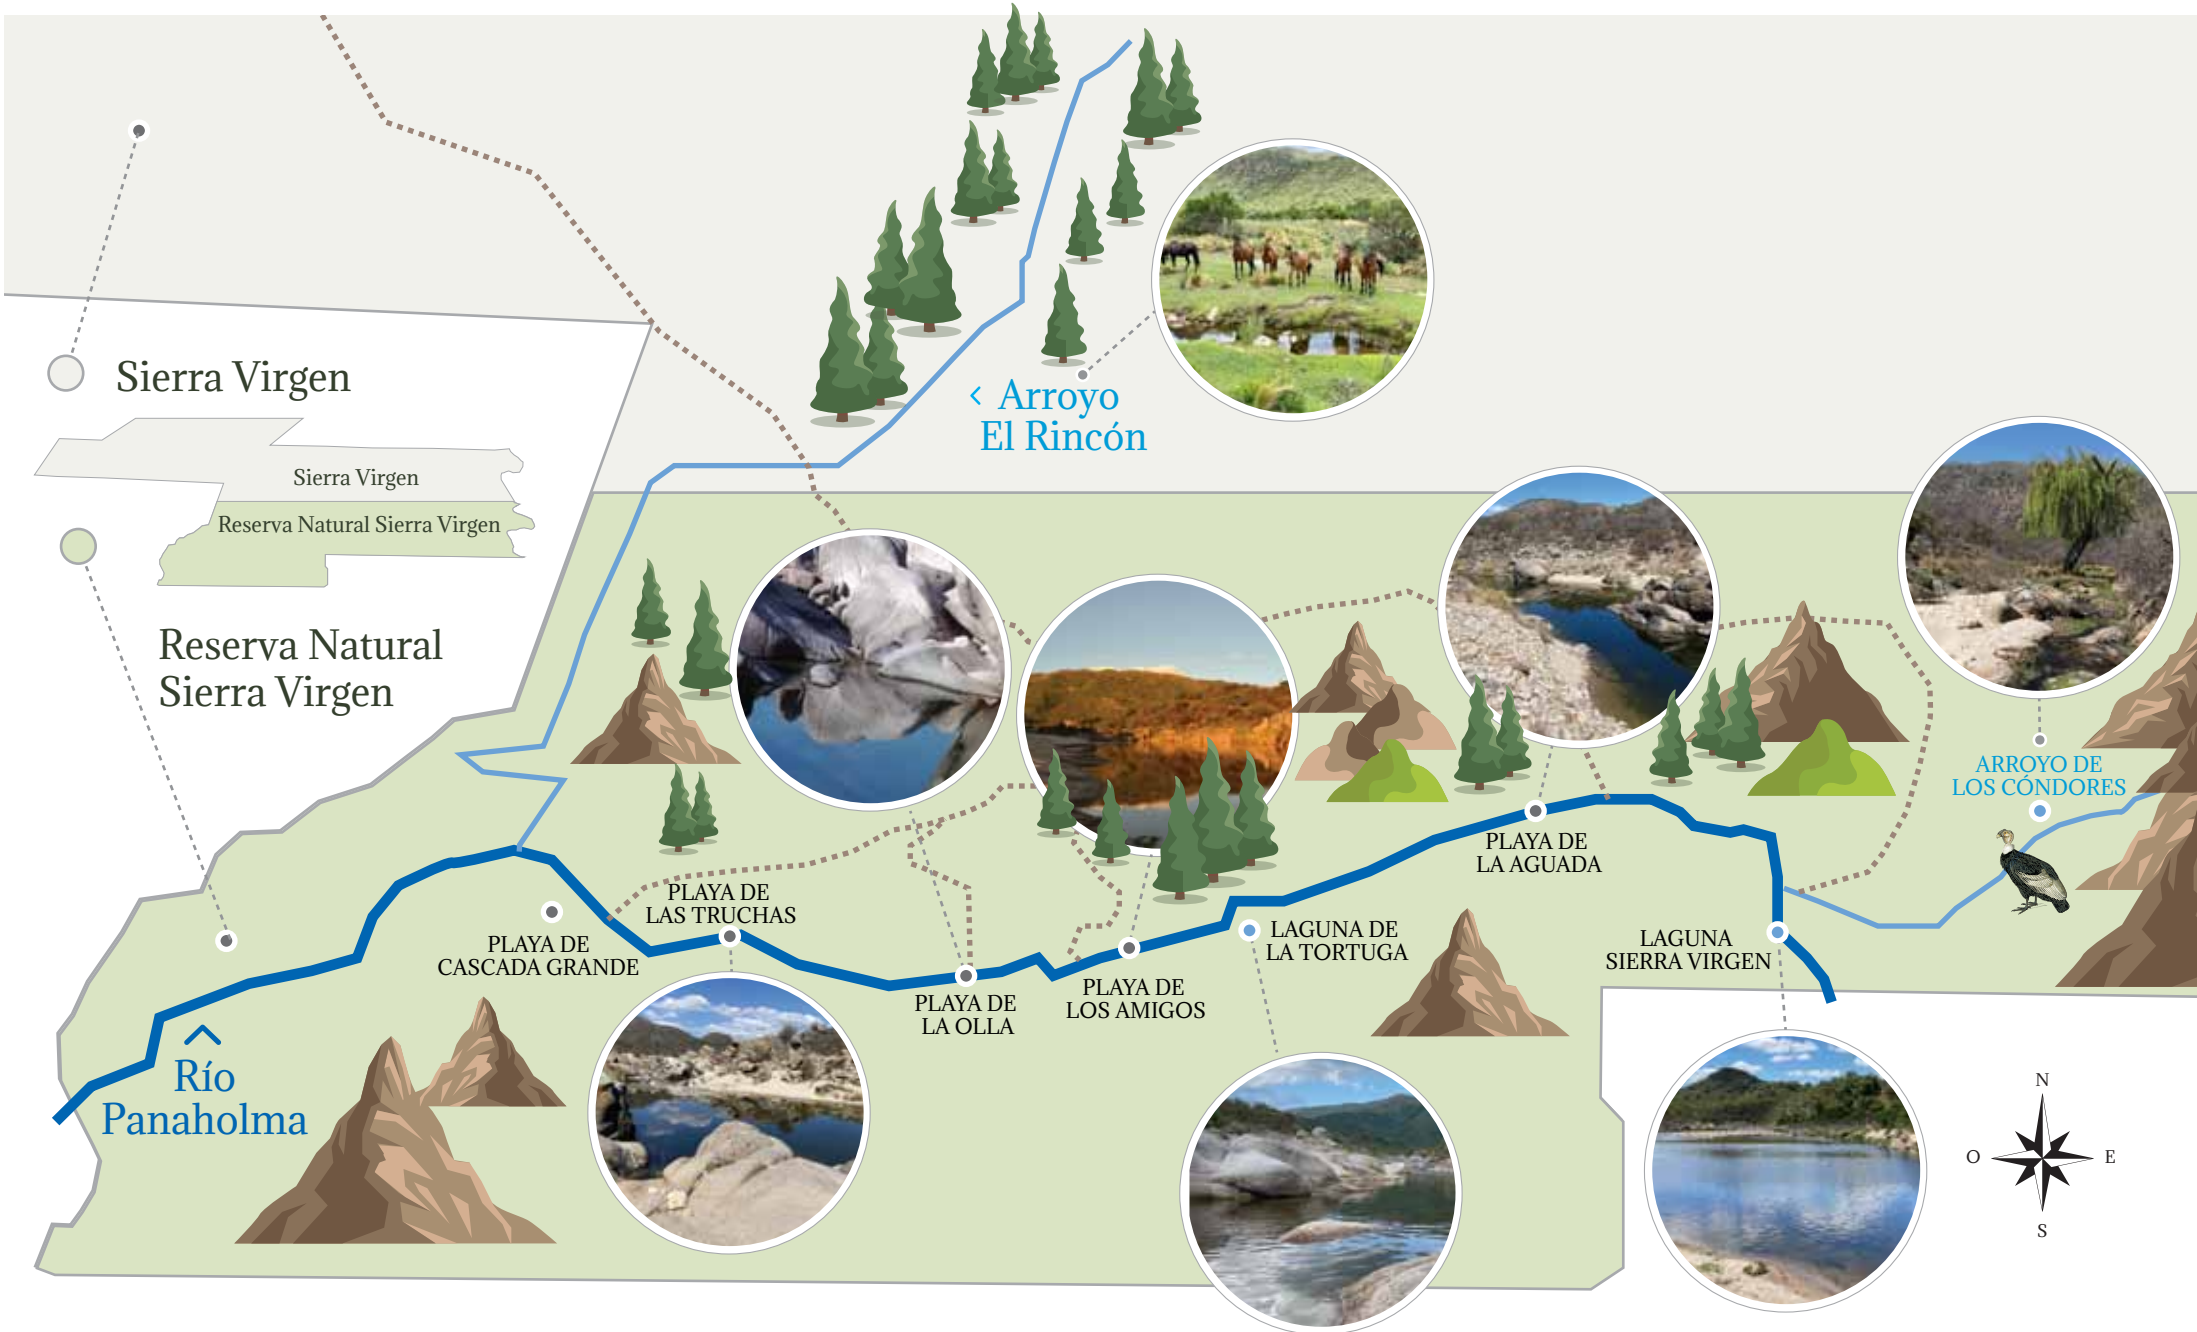 ‹ Arroyo
El Rincón
Sierra Virgen
Sierra Virgen
Reserva Natural Sierra Virgen
Reserva Natural
Sierra Virgen
ARROYO DE
LOS CÓNDORES
PLAYA DE
LA AGUADA
PLAYA DE
LAS TRUCHAS
PLAYA DE
CASCADA GRANDE
LAGUNA DE
LA TORTUGA
LAGUNA
SIERRA VIRGEN
PLAYA DE
LA OLLA
PLAYA DE
LOS AMIGOS
Río
Panaholma
N
O
E
S